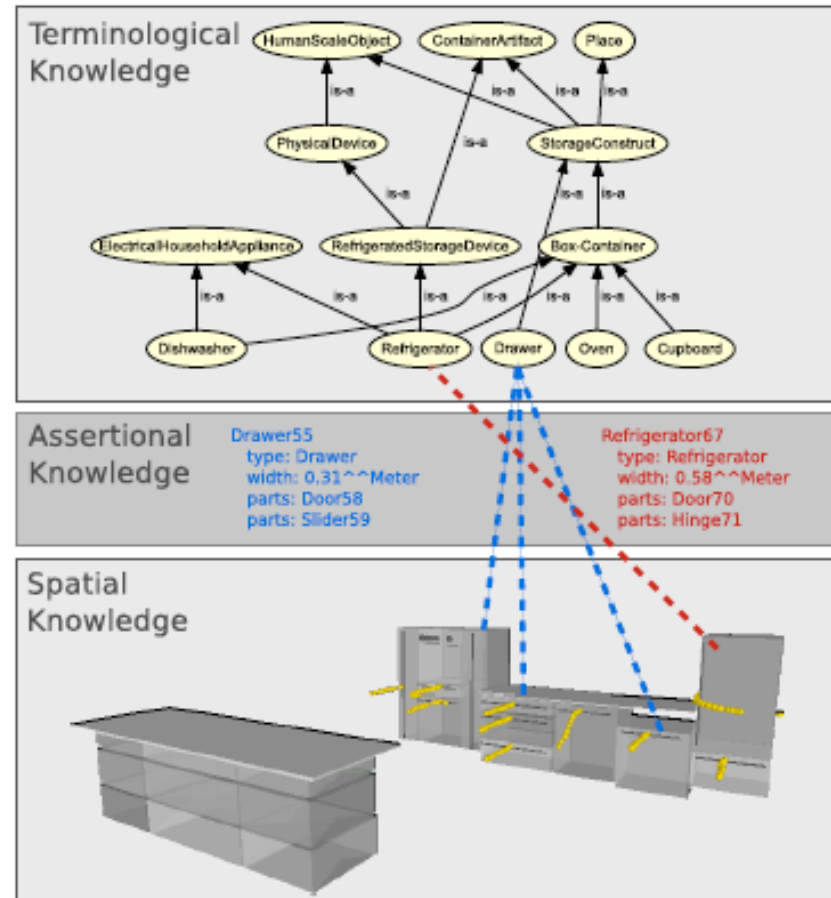 Terminological
Knowledge
HumanScaleObject
ContainerArtifact
Place
is-a
is-a
is-a
is-a
PhysicalDevice
is-a
StorageConstruct
is-a
is-a
is-a
ElectricalHouseholdAppliance
RefrigeratedStorageDevice
Box-Container
is-a
is-a
is-a
is-a
is-a
is-a
is-a
Dishwasher
Refrigerator
Drawer
Oven
Cupboard
Assertional
Knowledge
Drawer55
type: Drawer
width: 0.31^^Meter
parts: Door58
parts: Slider59
Refrigerator67
type: Refrigerator
width: 0.58^^Meter
parts: Door70
parts: Hinge71
Spatial
Knowledge